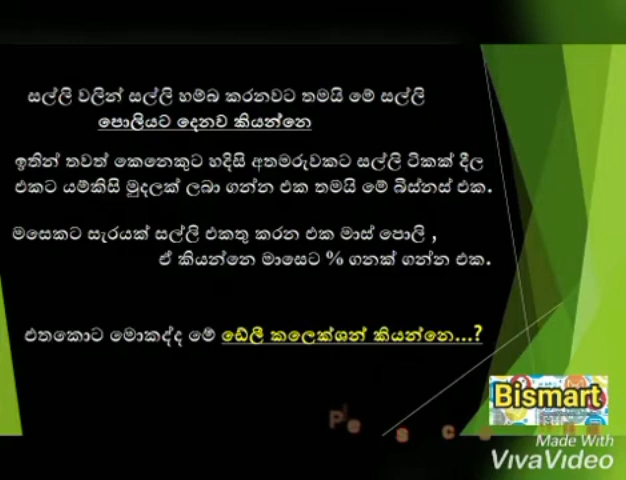 සල්ලි වලින් සල්ලි හම්බ කරනවට තමයි මේ සල්ලි
පොලියට දෙනව කියන්නෙ
ඉතින් තවත් කෙනෙකුට හදිසි අතමරුවකට සල්ලි ටිකක් දීල
එකට යම්කිසි මුදලක් ලබා ගන්න එක තමයි මේ බිස්නස් එක.
මසෙකට සැරයක් සල්ලි එකතු කරන එක මාස් පොලි ,
ඒ කියන්නෙ මාසෙට % ගනක් ගන්න එක.
එතකොට මොකද්ද මේ ඩේලී කලෙක්ශන් කියන්නෙ...?
Bismart
Made With
VivaVideo